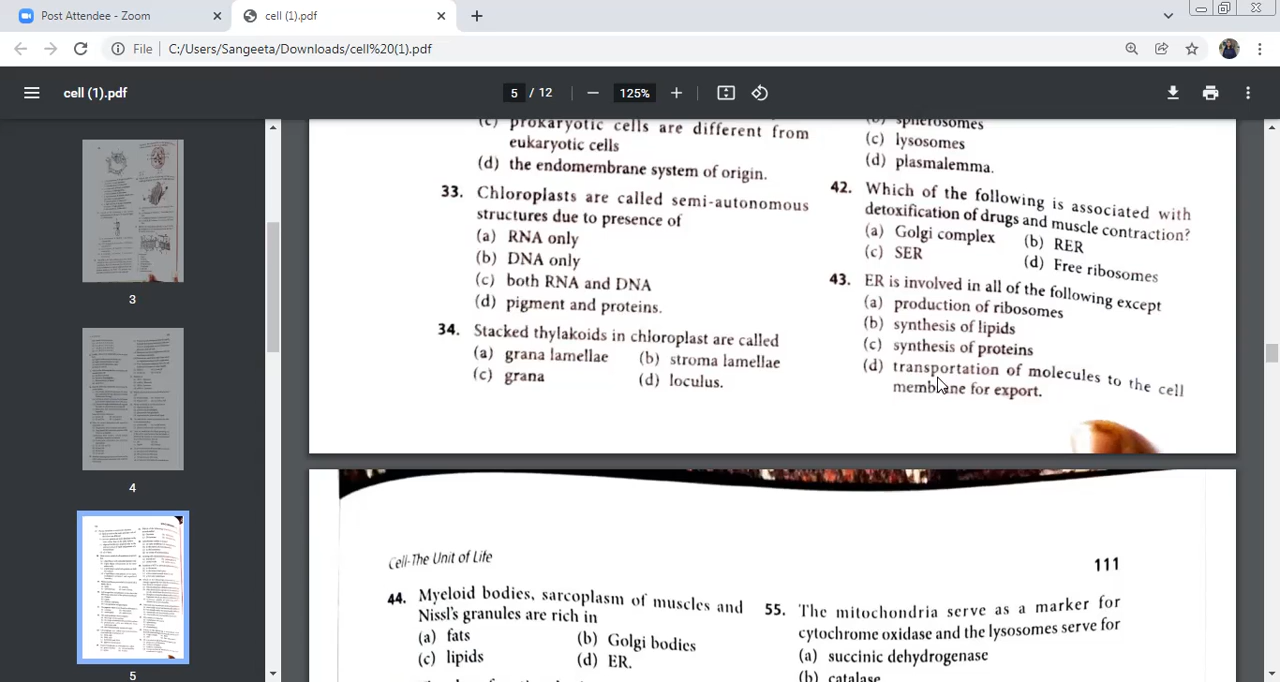 Post Attendee - Zoom
cell (1).pdf
File
C:/Users/Sangeeta/Downloads/cell%20(1).pdf
cell (1).pdf
5 / 12
125%
3
4
5
(c) prokaryotic cells are different from
eukaryotic cells
(d) the endomembrane system of origin.
33. Chloroplasts are called semi-autonomous
structures due to presence of
(a) RNA only
(b) DNA only
(c) both RNA and DNA
(d) pigment and proteins.
34. Stacked thylakoids in chloroplast are called
(a) grana lamellae (b) stroma lamellae
(c) grana (d) loculus.
(b) spherosomes
(c) lysosomes
(d) plasmalemma.
42. Which of the following is associated with
detoxification of drugs and muscle contraction?
(a) Golgi complex (b) RER
(c) SER (d) Free ribosomes
43. ER is involved in all of the following except
(a) production of ribosomes
(b) synthesis of lipids
(c) synthesis of proteins
(d) transportation of molecules to the cell
membrane for export.
Cell-The Unit of Life
111
44. Myeloid bodies, sarcoplasm of muscles and
Nissl's granules are rich in
(a) fats (b) Golgi bodies
(c) lipids (d) ER.
55. The mitochondria serve as a marker for
cytochrome oxidase and the lysosomes serve for
(a) succinic dehydrogenase
(b) catalase